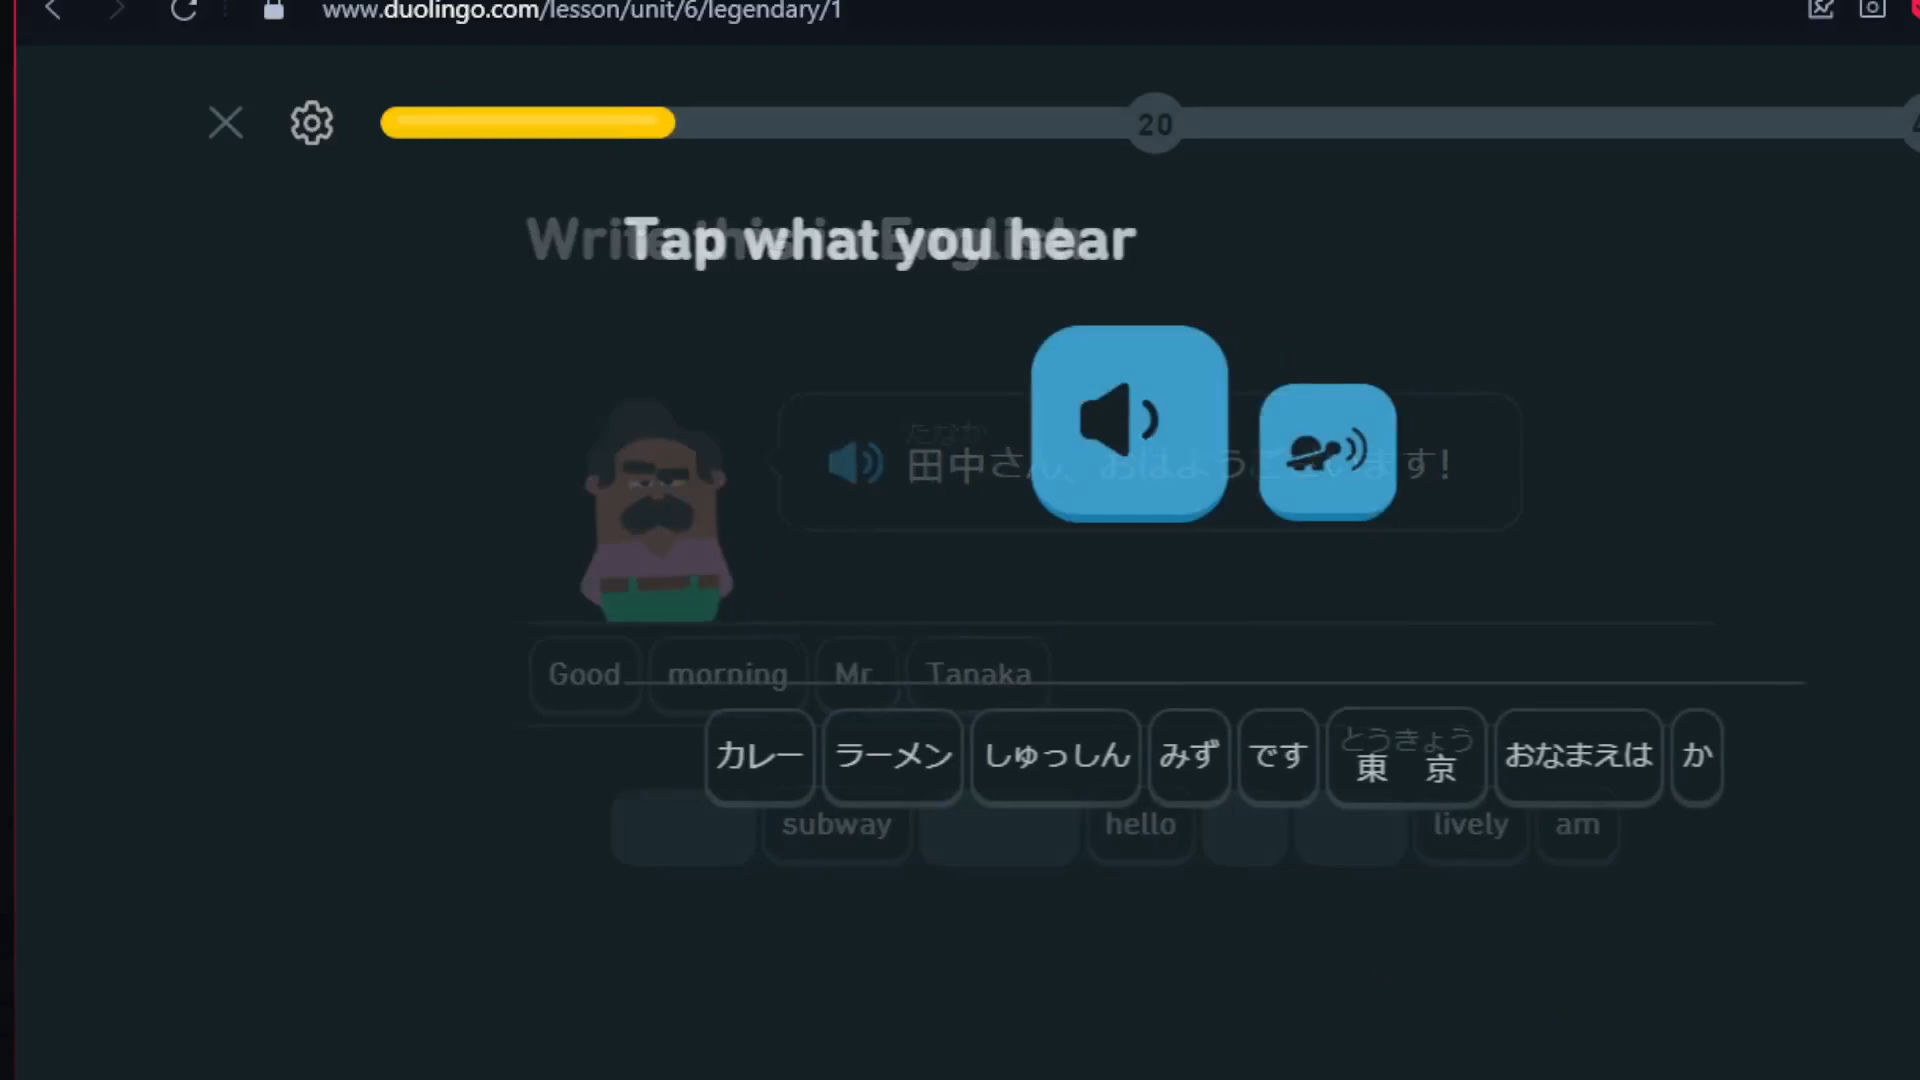 www.duolingo.com/lesson/unit/6/legendary/1
20
Tap what you hear
たなか
田中さん、おはようございます!
Good morning Mr. Tanaka
カレー ラーメン しゅっしん みず です とうきょう 東京 おなまえは か
subway hello lively am